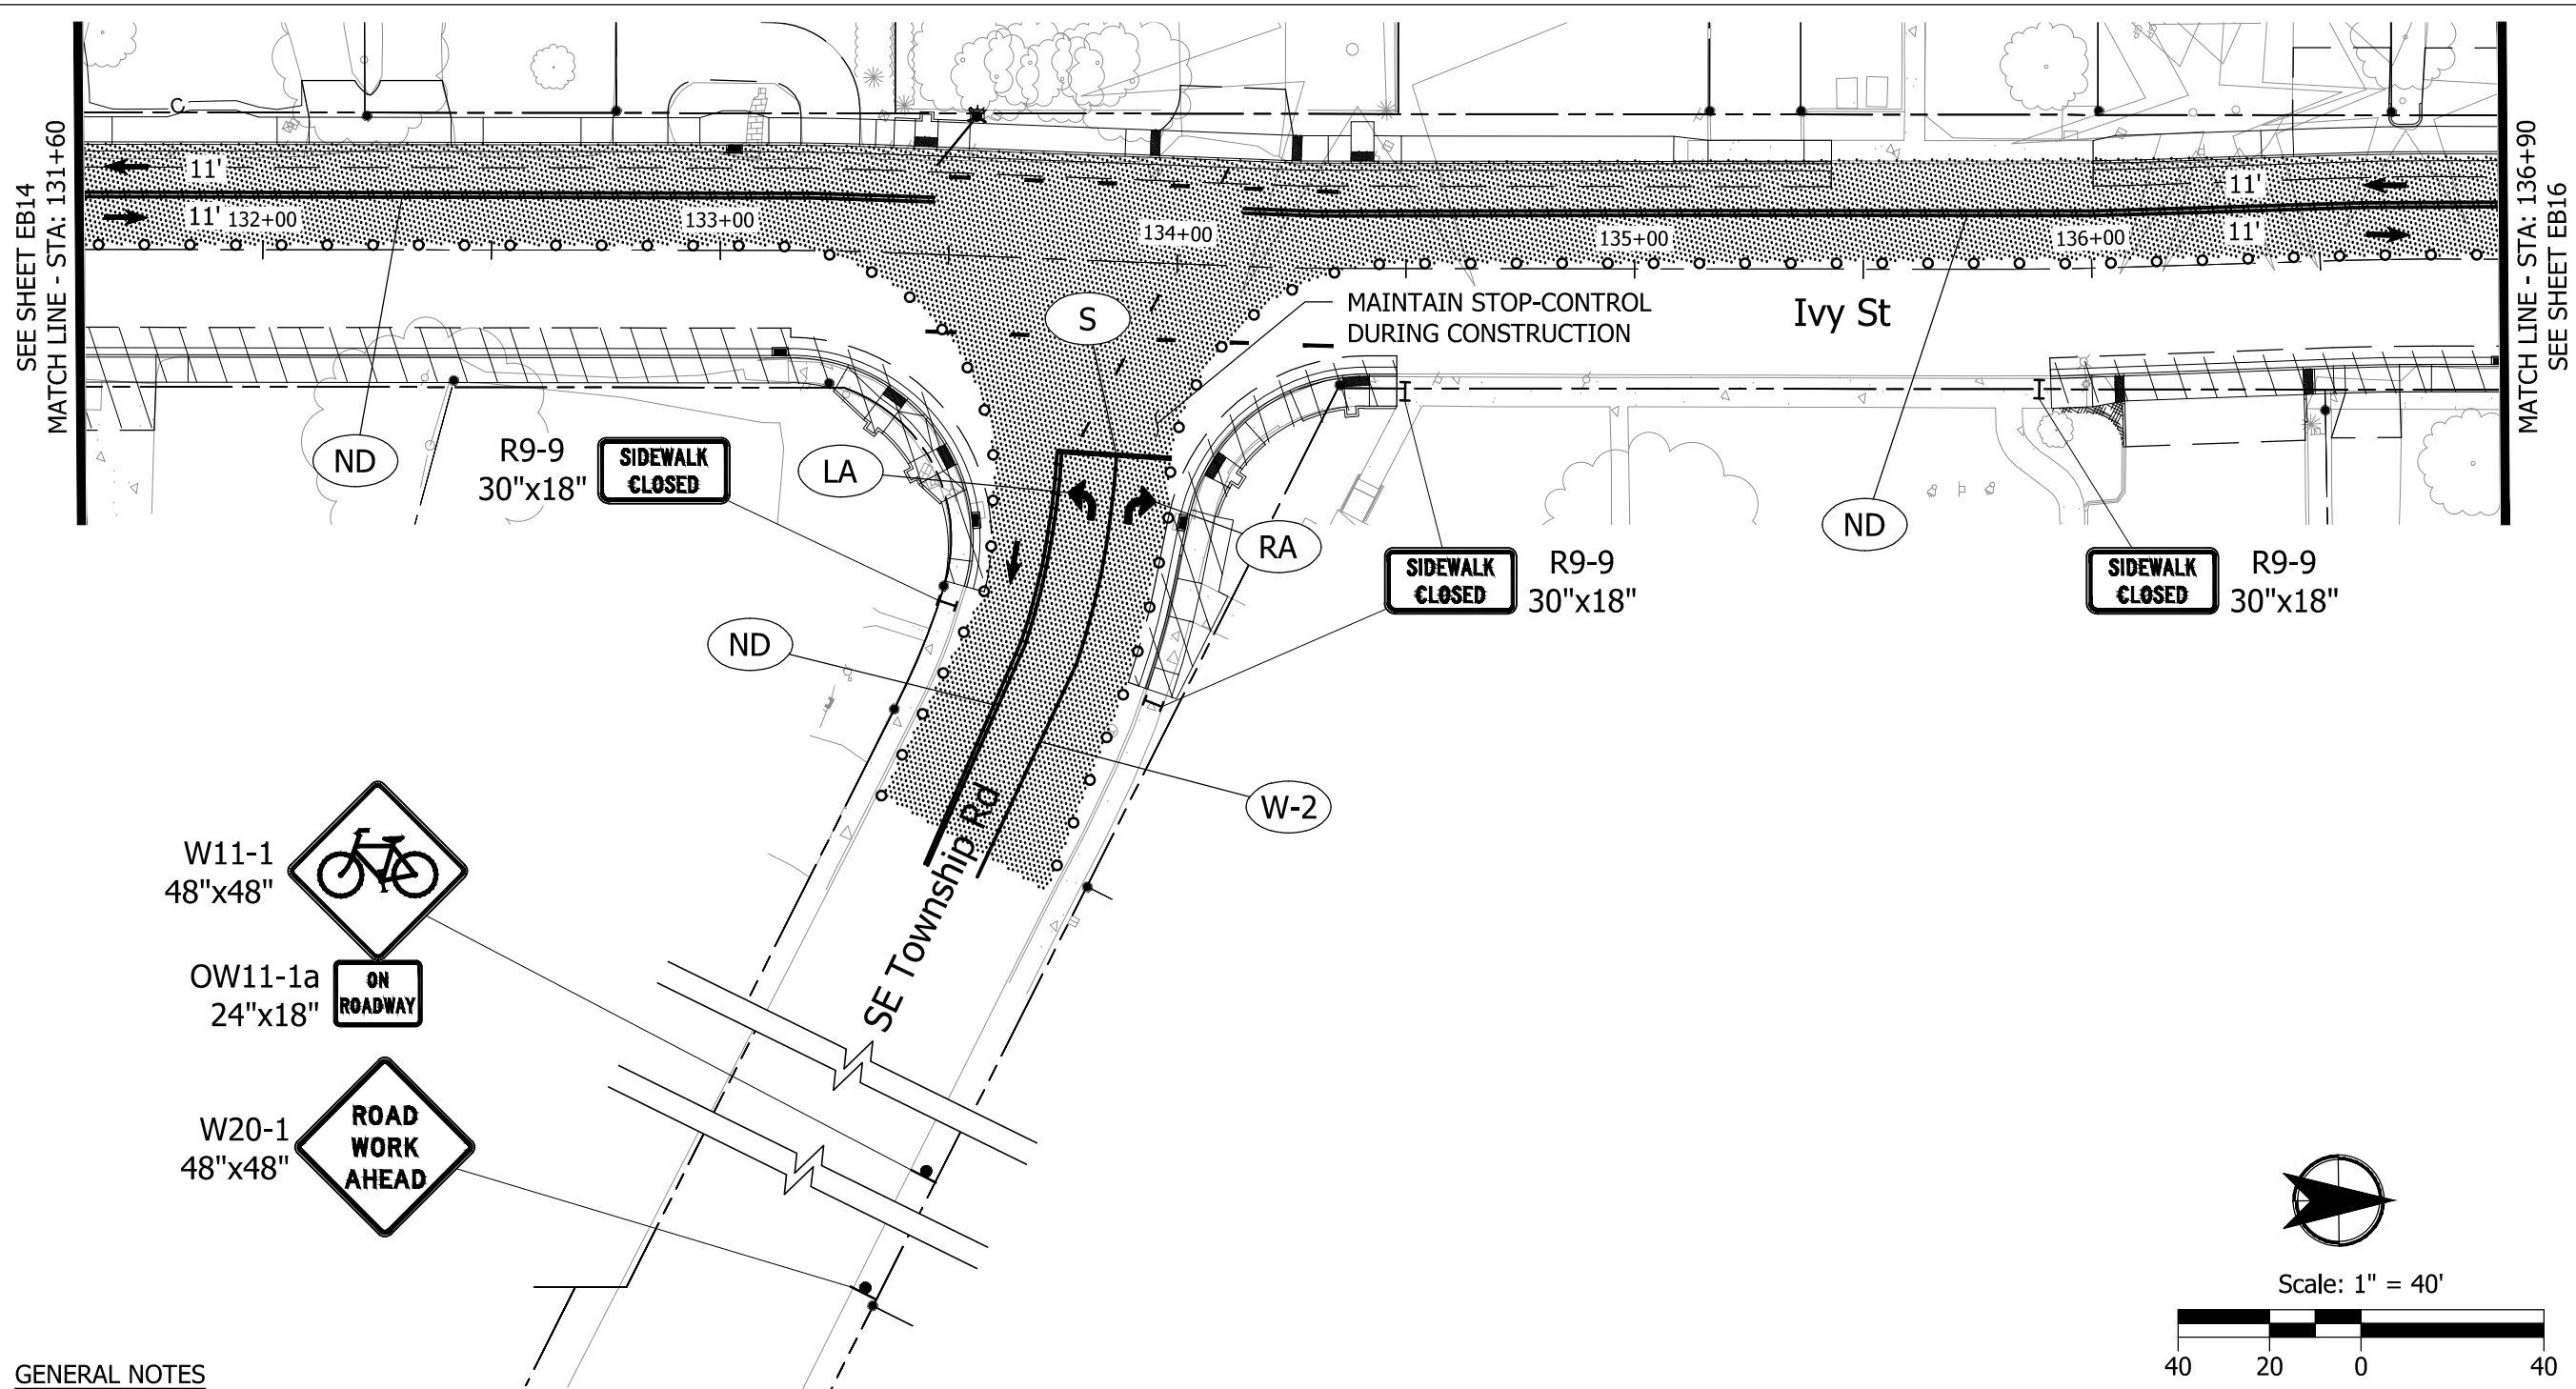 SEE SHEET EB14
MATCH LINE - STA: 131+60
C
11'
11'
132+00
133+00
134+00
135+00
136+00
11'
11'
MATCH LINE - STA: 136+90
SEE SHEET EB16
S
MAINTAIN STOP-CONTROL
DURING CONSTRUCTION
Ivy St
ND
R9-9
30"x18"
SIDEWALK
CLOSED
LA
RA
SIDEWALK
CLOSED
R9-9
30"x18"
ND
SIDEWALK
CLOSED
R9-9
30"x18"
ND
W-2
SE Township Rd
W11-1
48"x48"
OW11-1a
24"x18"
ON
ROADWAY
W20-1
48"x48"
ROAD
WORK
AHEAD
Scale: 1" = 40'
40 20 0 40
GENERAL NOTES